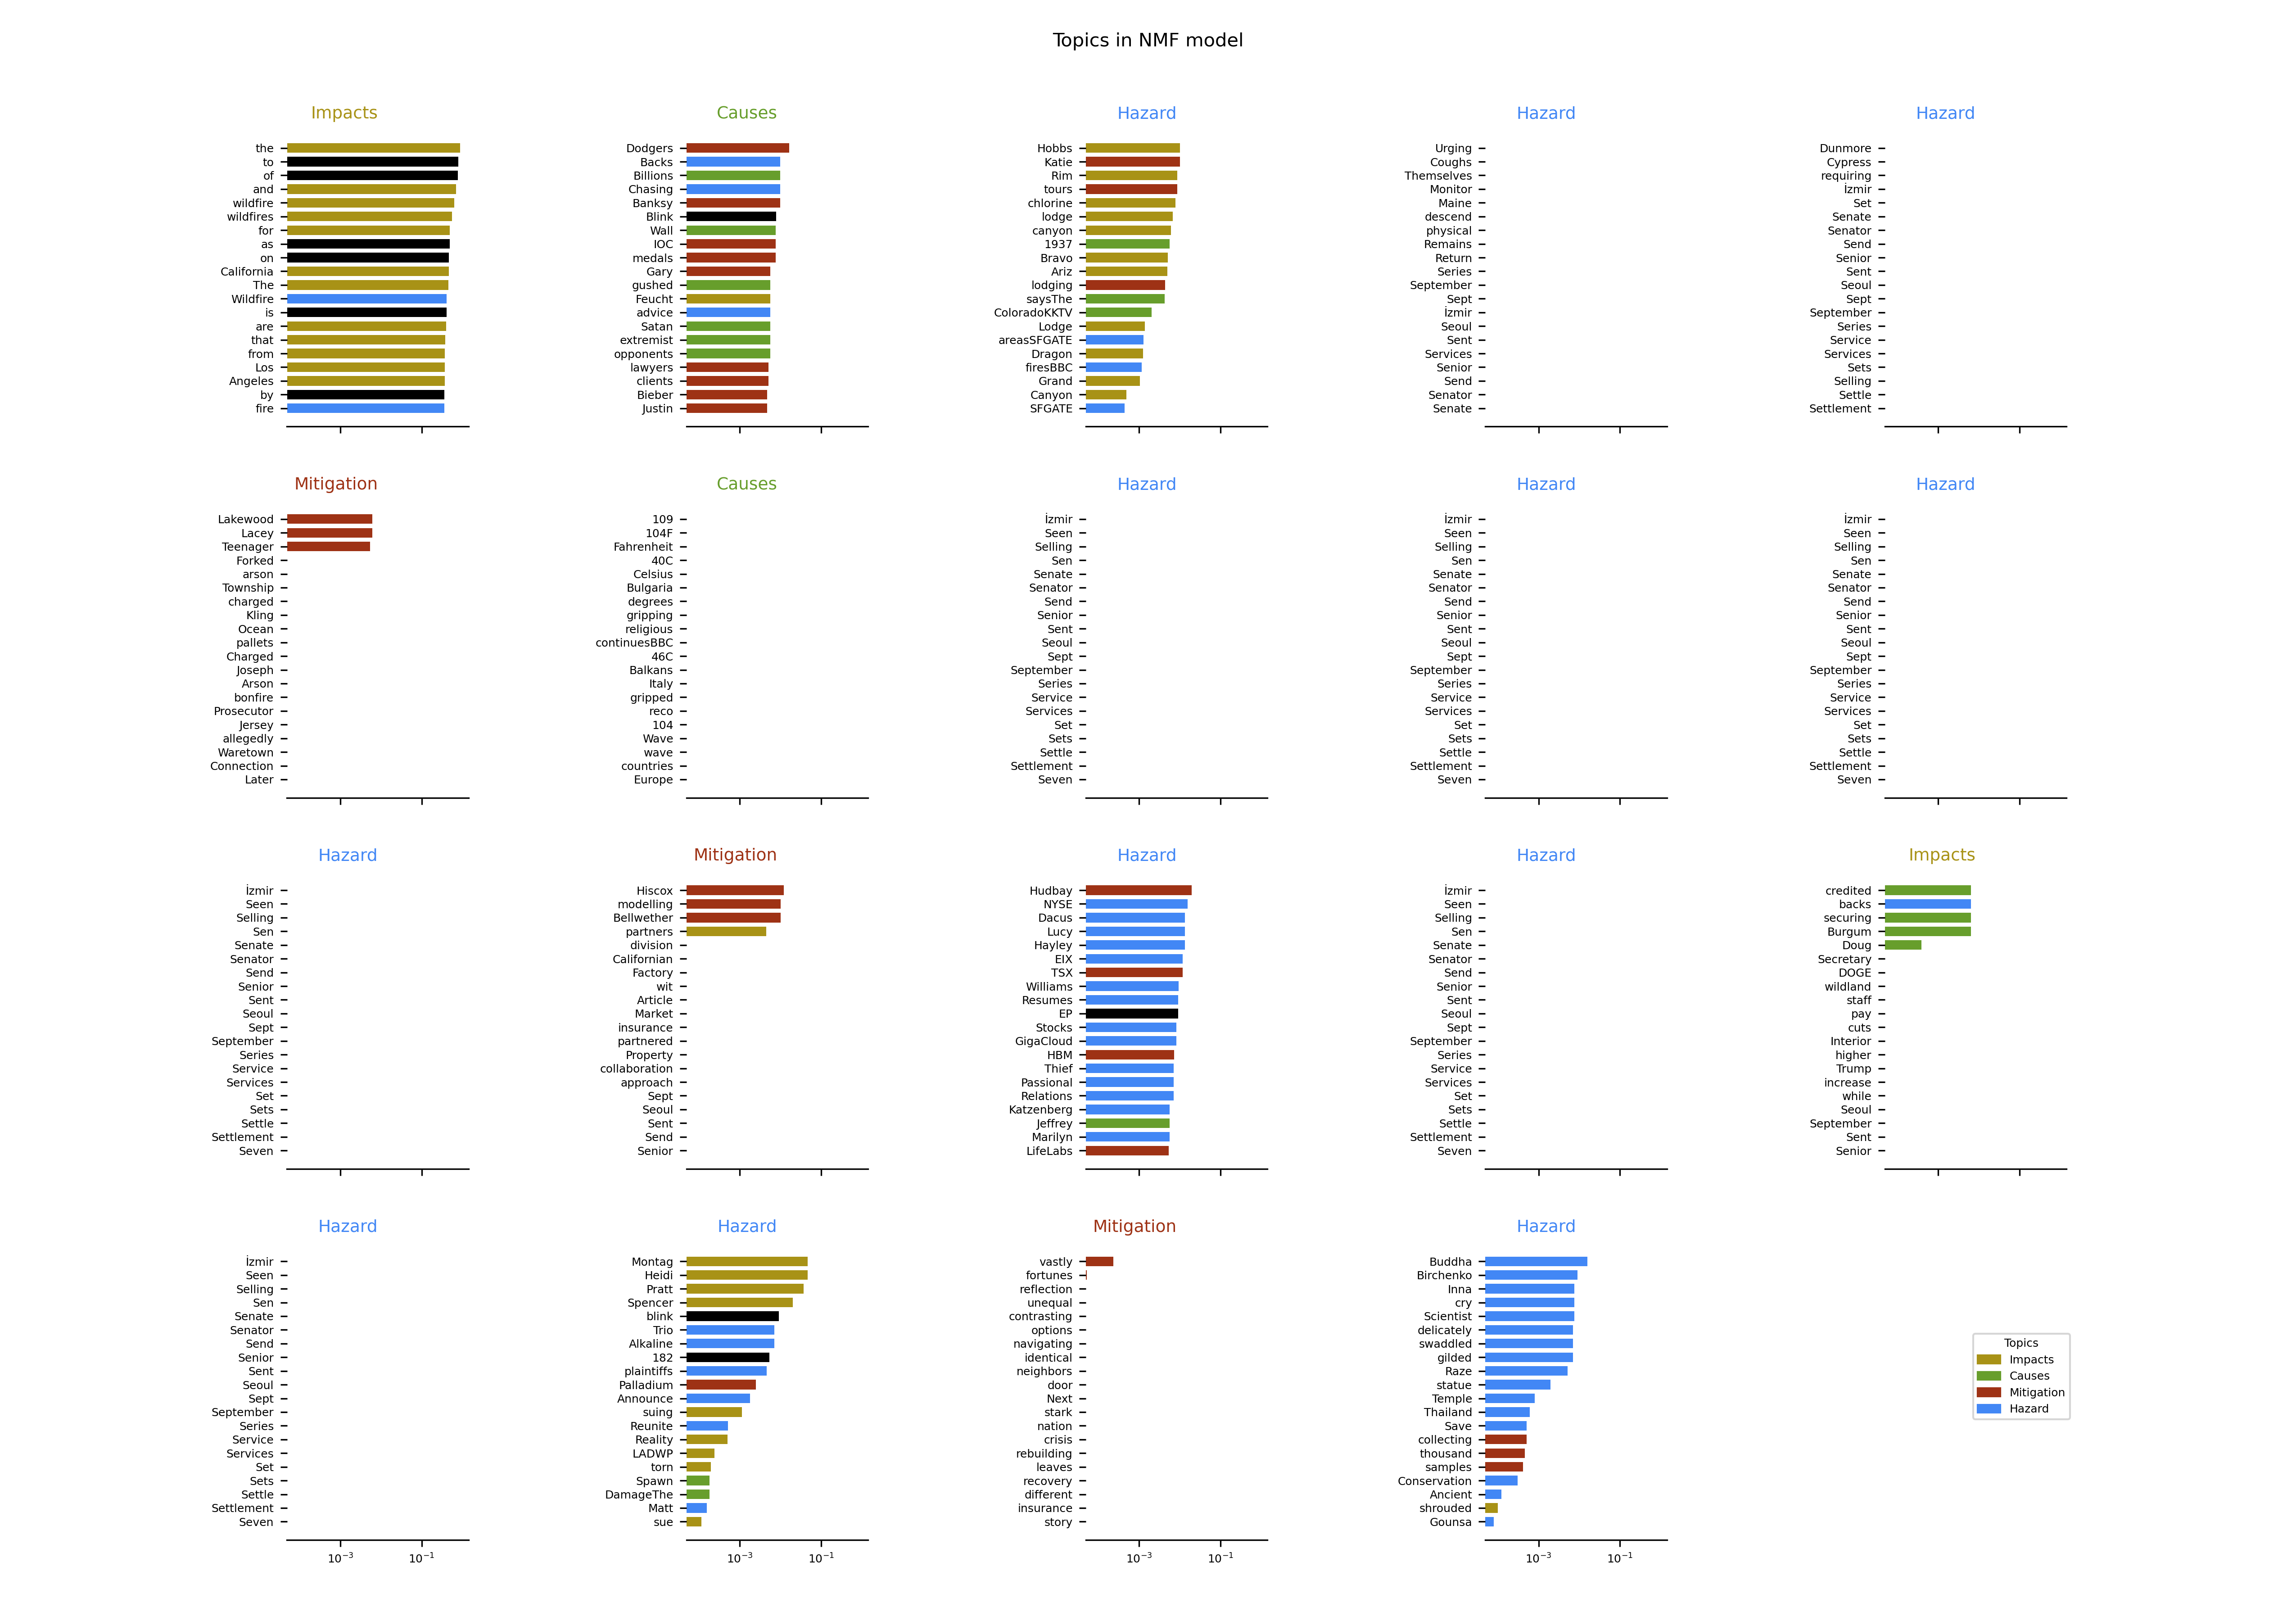 Topics in NMF model
Impacts
the
to
of
and
wildfire
wildfires
for
as
on
California
The
Wildfire
is
are
that
from
Los
Angeles
by
fire
Causes
Dodgers
Backs
Billions
Chasing
Banksy
Blink
Wall
IOC
medals
Gary
gushed
Feucht
advice
Satan
extremist
opponents
lawyers
clients
Bieber
Justin
Hazard
Hobbs
Katie
Rim
tours
chlorine
lodge
canyon
1937
Bravo
Ariz
lodging
saysThe
ColoradoKKTV
Lodge
areasSFGATE
Dragon
firesBBC
Grand
Canyon
SFGATE
Hazard
Urging
Coughs
Themselves
Monitor
Maine
descend
physical
Remains
Return
Series
September
Sept
İzmir
Seoul
Sent
Services
Senior
Send
Senator
Senate
Hazard
Dunmore
Cypress
requiring
İzmir
Set
Senate
Senator
Send
Senior
Sent
Seoul
Sept
September
Series
Service
Services
Sets
Selling
Settle
Settlement
Mitigation
Lakewood
Lacey
Teenager
Forked
arson
Township
charged
Kling
Ocean
pallets
Charged
Joseph
Arson
bonfire
Prosecutor
Jersey
allegedly
Waretown
Connection
Later
Causes
109
104F
Fahrenheit
40C
Celsius
Bulgaria
degrees
gripping
religious
continuesBBC
46C
Balkans
Italy
gripped
reco
104
Wave
wave
countries
Europe
Hazard
İzmir
Seen
Selling
Sen
Senate
Senator
Send
Senior
Sent
Seoul
Sept
September
Series
Service
Services
Set
Sets
Settle
Settlement
Seven
Hazard
İzmir
Seen
Selling
Sen
Senate
Senator
Send
Senior
Sent
Seoul
Sept
September
Series
Service
Services
Set
Sets
Settle
Settlement
Seven
Hazard
İzmir
Seen
Selling
Sen
Senate
Senator
Send
Senior
Sent
Seoul
Sept
September
Series
Service
Services
Set
Sets
Settle
Settlement
Seven
Hazard
İzmir
Seen
Selling
Sen
Senate
Senator
Send
Senior
Sent
Seoul
Sept
September
Series
Service
Services
Set
Sets
Settle
Settlement
Seven
Mitigation
Hiscox
modelling
Bellwether
partners
division
Californian
Factory
wit
Article
Market
insurance
partnered
Property
collaboration
approach
Sept
Seoul
Sent
Send
Senior
Hazard
Hudbay
NYSE
Dacus
Lucy
Hayley
EIX
TSX
Williams
Resumes
EP
Stocks
GigaCloud
HBM
Thief
Passional
Relations
Katzenberg
Jeffrey
Marilyn
LifeLabs
Hazard
İzmir
Seen
Selling
Sen
Senate
Senator
Send
Senior
Sent
Seoul
Sept
September
Series
Service
Services
Set
Sets
Settle
Settlement
Seven
Impacts
credited
backs
securing
Burgum
Doug
Secretary
DOGE
wildland
staff
pay
cuts
Interior
higher
Trump
increase
while
Seoul
September
Sent
Senior
Hazard
İzmir
Seen
Selling
Sen
Senate
Senator
Send
Senior
Sent
Seoul
Sept
September
Series
Service
Services
Set
Sets
Settle
Settlement
Seven
10⁻³ 10⁻¹
Hazard
Montag
Heidi
Pratt
Spencer
blink
Trio
Alkaline
182
plaintiffs
Palladium
Announce
suing
Reunite
Reality
LADWP
torn
Spawn
DamageThe
Matt
sue
10⁻³ 10⁻¹
Mitigation
vastly
fortunes
reflection
unequal
contrasting
options
navigating
identical
neighbors
door
Next
stark
nation
crisis
rebuilding
leaves
recovery
different
insurance
story
10⁻³ 10⁻¹
Hazard
Buddha
Birchenko
Inna
cry
Scientist
delicately
swaddled
gilded
Raze
statue
Temple
Thailand
Save
collecting
thousand
samples
Conservation
Ancient
shrouded
Gounsa
10⁻³ 10⁻¹
Topics
Impacts
Causes
Mitigation
Hazard